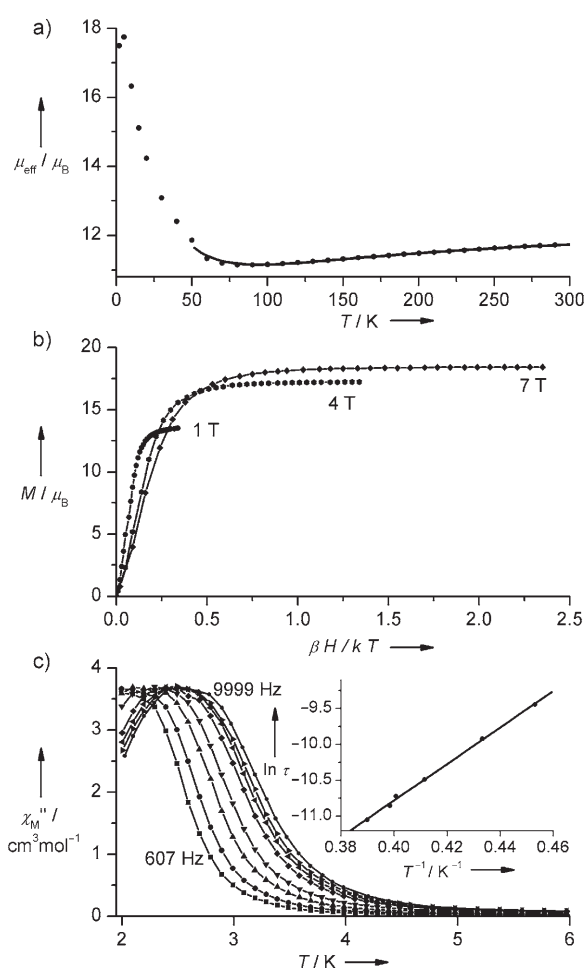 a)
18
16
14
12
μeff / μB
0 50 100 150 200 250 300
T / K
b)
20
15
10
5
0
M / μB
1 T
4 T
7 T
0.0 0.5 1.0 1.5 2.0 2.5
β H / k T
c)
4
3
2
1
0
χM'' /
cm³ mol⁻¹
9999 Hz
607 Hz
2 3 4 5 6
T / K
ln τ
−9.5
−10.0
−10.5
−11.0
0.38 0.40 0.42 0.44 0.46
T⁻¹ / K⁻¹